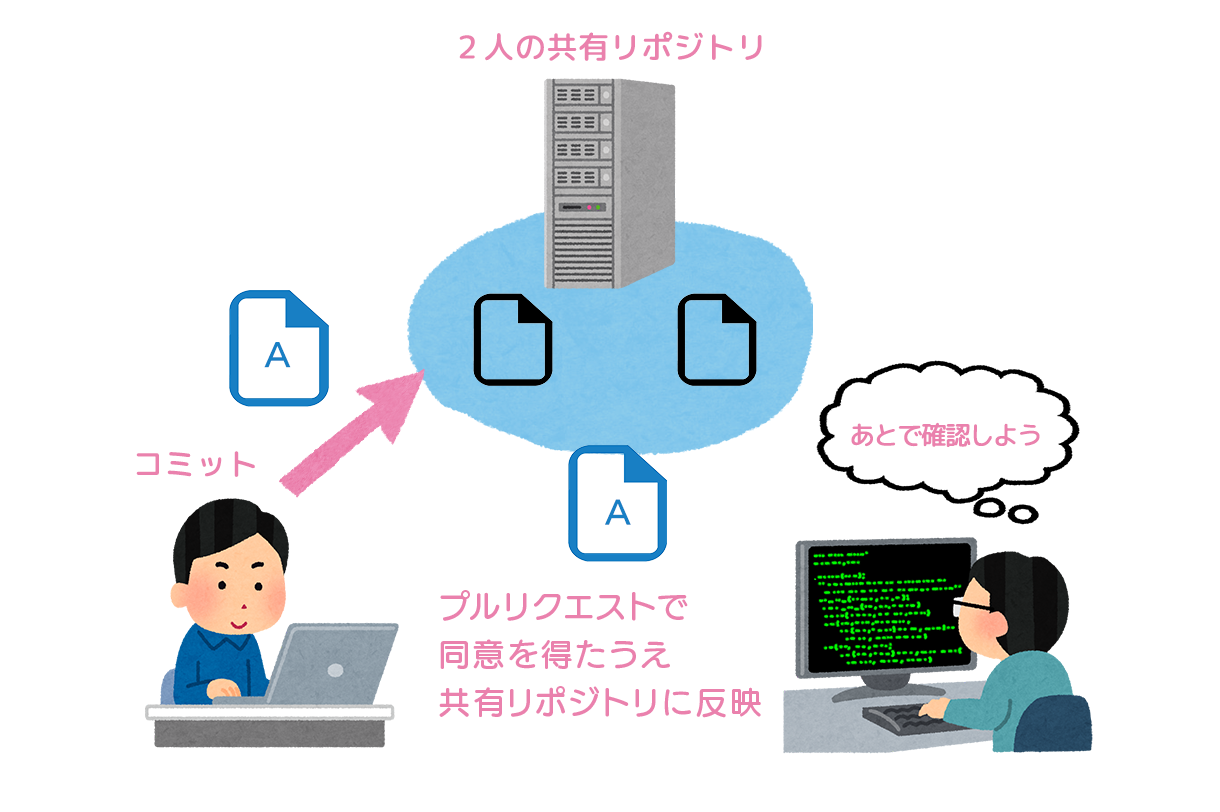 ２人の共有リポジトリ
A
コミット
あとで確認しよう
A
プルリクエストで
同意を得たうえ
共有リポジトリに反映